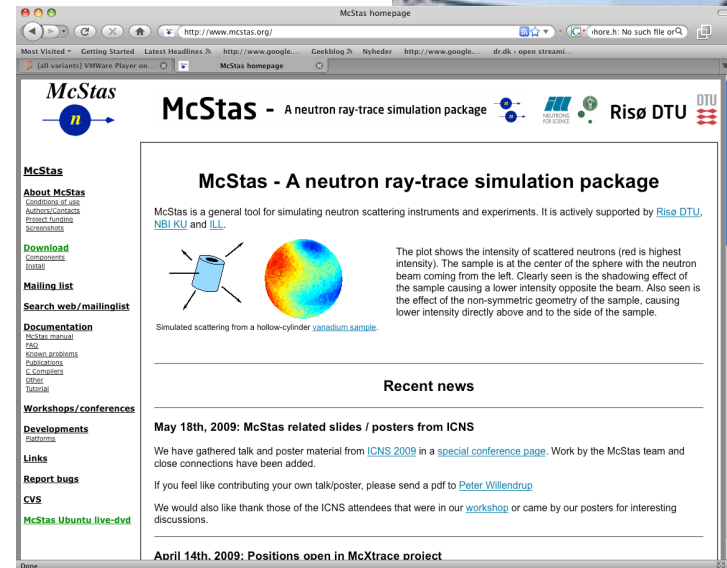 McStas homepage
http://www.mcstas.org/
hore.h: No such file or
Most Visited Getting Started Latest Headlines http://www.google.... Geekblog Nyheder http://www.google.... dr.dk › open streami...
[all variants] VMWare Player on...
McStas homepage
McStas
n
McStas - A neutron ray-trace simulation package
n
n
NEUTRONS
FOR SCIENCE
Risø DTU
DTU
McStas
About McStas
Conditions of use
Authors/Contacts
Project funding
Screenshots
Download
Components
Install
Mailing list
Search web/mailinglist
Documentation
McStas manual
FAQ
Known problems
Publications
C Compilers
Other
Tutorial
Workshops/conferences
Developments
Platforms
Links
Report bugs
CVS
McStas Ubuntu live-dvd
McStas - A neutron ray-trace simulation package
McStas is a general tool for simulating neutron scattering instruments and experiments. It is actively supported by Risø DTU,
NBI KU and ILL.
The plot shows the intensity of scattered neutrons (red is highest
intensity). The sample is at the center of the sphere with the neutron
beam coming from the left. Clearly seen is the shadowing effect of
the sample causing a lower intensity opposite the beam. Also seen is
the effect of the non-symmetric geometry of the sample, causing
lower intensity directly above and to the side of the sample.
Simulated scattering from a hollow-cylinder vanadium sample.
Recent news
May 18th, 2009: McStas related slides / posters from ICNS
We have gathered talk and poster material from ICNS 2009 in a special conference page. Work by the McStas team and
close connections have been added.
If you feel like contributing your own talk/poster, please send a pdf to Peter Willendrup
We would also like thank those of the ICNS attendees that were in our workshop or came by our posters for interesting
discussions.
April 14th, 2009: Positions open in McXtrace project
Done